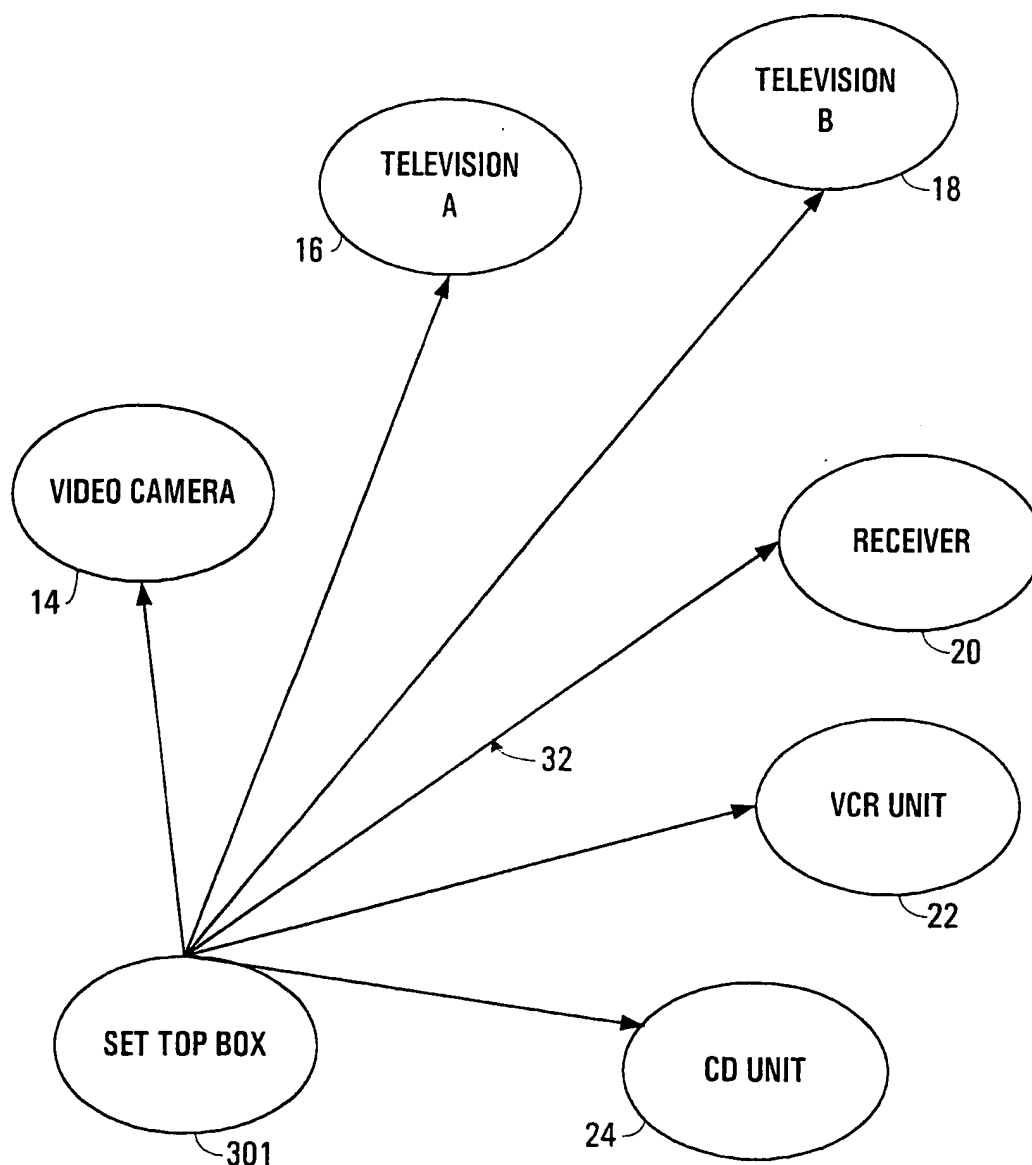 TELEVISION
B
18
TELEVISION
A
16
VIDEO CAMERA
14
RECEIVER
20
32
VCR UNIT
22
SET TOP BOX
301
CD UNIT
24